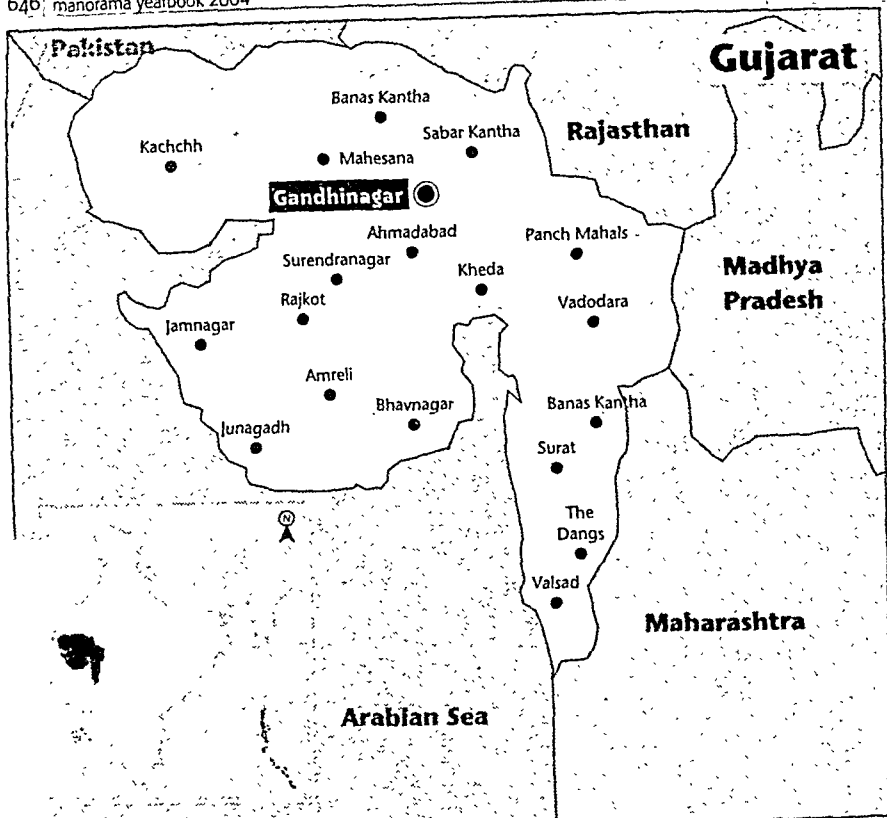 646 manorama yearbook 2004
Pakistan
Gujarat
Banas Kantha
Sabar Kantha
Rajasthan
Kachchh
Mahesana
Gandhinagar
Ahmadabad
Panch Mahals
Surendranagar
Kheda
Madhya
Pradesh
Rajkot
Vadodara
Jamnagar
Amreli
Bhavnagar
Banas Kantha
Junagadh
Surat
N
The
Dangs
Valsad
Maharashtra
Arabian Sea